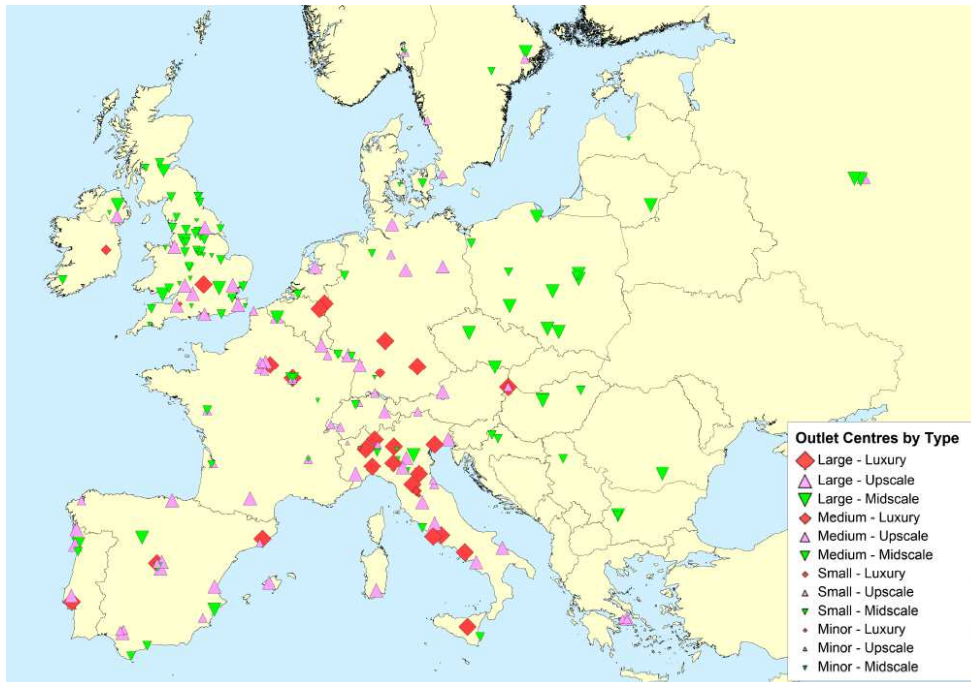 Outlet Centres by Type
Large - Luxury
Large - Upscale
Large - Midscale
Medium - Luxury
Medium - Upscale
Medium - Midscale
Small - Luxury
Small - Upscale
Small - Midscale
Minor - Luxury
Minor - Upscale
Minor - Midscale